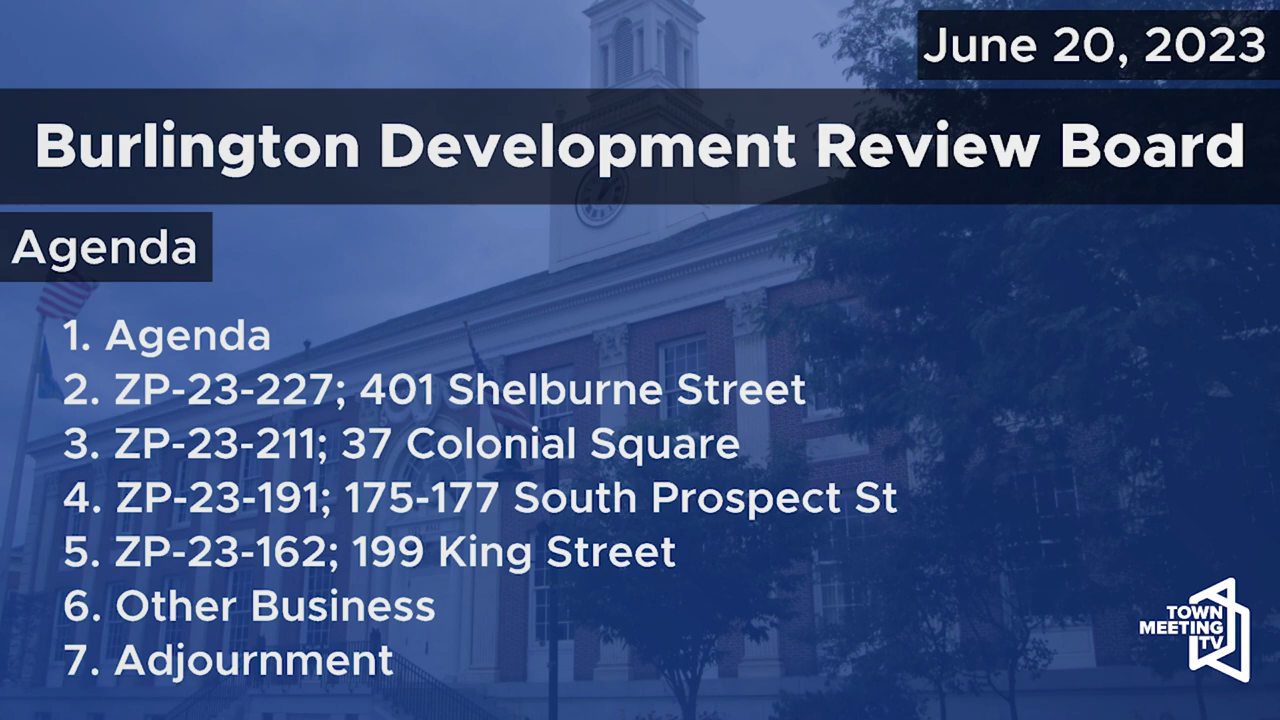 June 20, 2023
Burlington Development Review Board
Agenda
1. Agenda
2. ZP-23-227; 401 Shelburne Street
3. ZP-23-211; 37 Colonial Square
4. ZP-23-191; 175-177 South Prospect St
5. ZP-23-162; 199 King Street
6. Other Business
7. Adjournment
TOWN
MEETING
TV